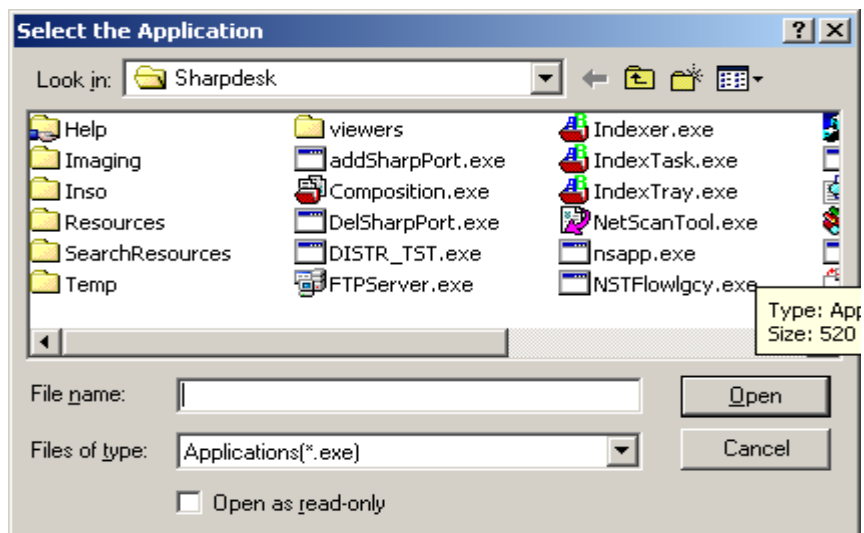 Select the Application
Look in: Sharpdesk
Help
Imaging
Inso
Resources
SearchResources
Temp
viewers
addSharpPort.exe
Composition.exe
DelSharpPort.exe
DISTR_TST.exe
FTPServer.exe
Indexer.exe
IndexTask.exe
IndexTray.exe
NetScanTool.exe
nsapp.exe
NSTFlowlgcy.exe
Type: App
Size: 520
File name:
Open
Files of type: Applications(*.exe)
Cancel
Open as read-only